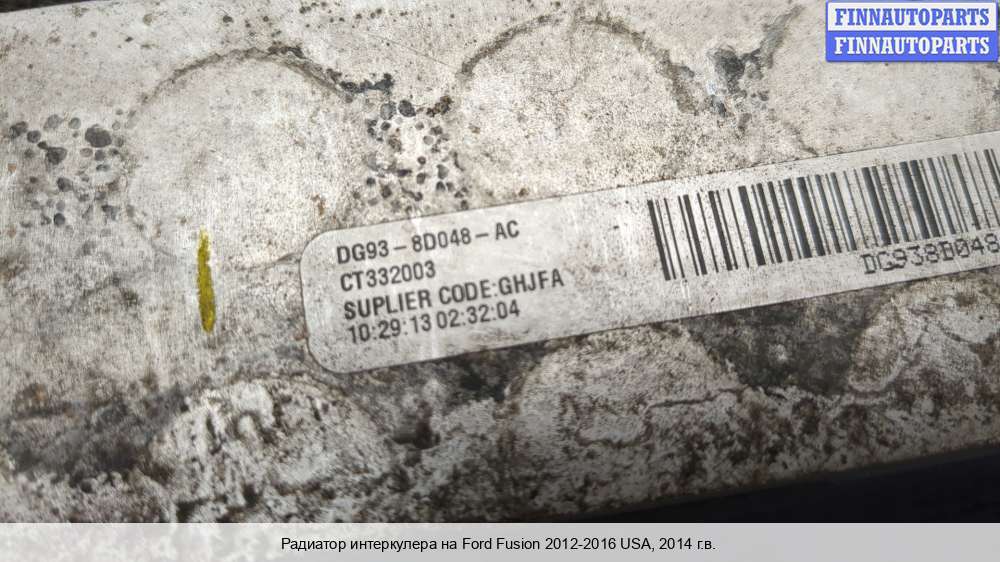 FINNAUTOPARTS
FINNAUTOPARTS
DG93-8D048-AC
CT332003
SUPLIER CODE:GHJFA
10:29:13 02:32:04
DG938B048
Радиатор интеркулера на Ford Fusion 2012-2016 USA, 2014 г.в.